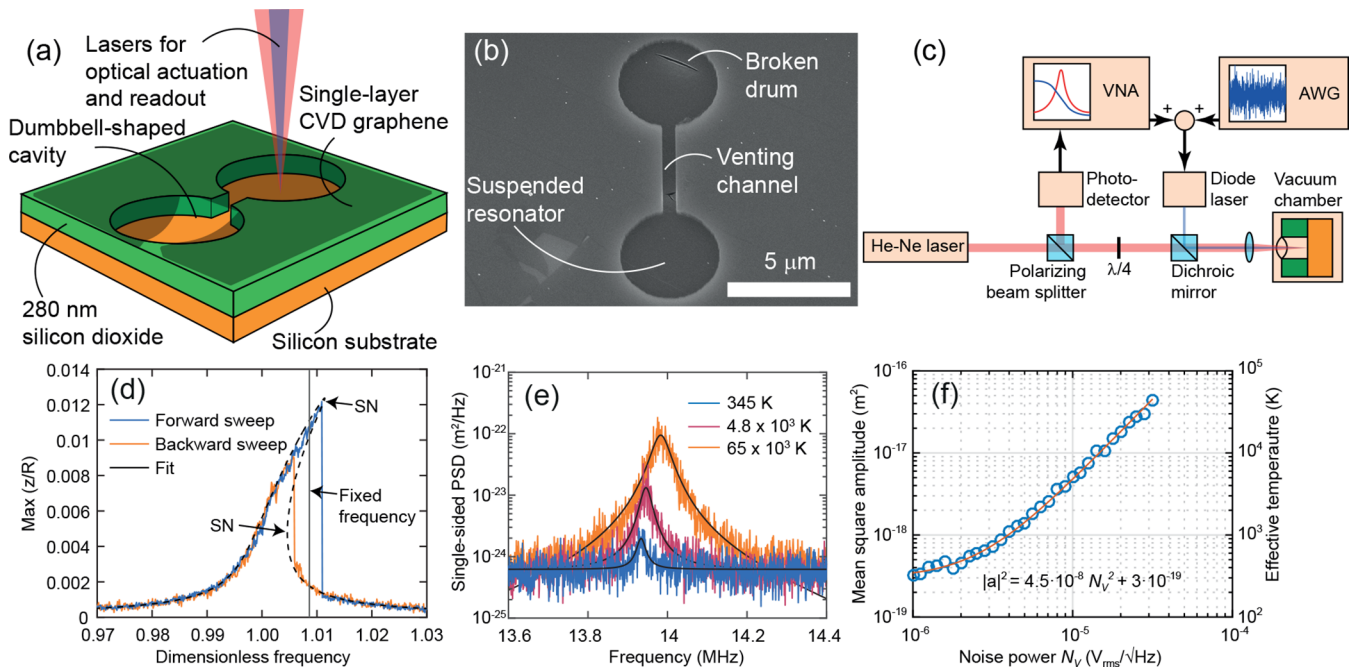 (a)
Lasers for
optical actuation
and readout
Single-layer
CVD graphene
Dumbbell-shaped
cavity
280 nm
silicon dioxide
Silicon substrate
(b)
Broken
drum
Venting
channel
Suspended
resonator
5 μm
(c)
VNA
+
+
AWG
Photo-
detector
Diode
laser
Vacuum
chamber
He-Ne laser
Polarizing
beam splitter
λ/4
Dichroic
mirror
(d)
Max (z/R)
0.014
0.012
0.01
0.008
0.006
0.004
0.002
0
Forward sweep
Backward sweep
Fit
SN
Fixed
frequency
SN
0.97 0.98 0.99 1.00 1.01 1.02 1.03
Dimensionless frequency
(e)
Single-sided PSD (m²/Hz)
10⁻²¹
10⁻²²
10⁻²³
10⁻²⁴
10⁻²⁵
345 K
4.8 x 10³ K
65 x 10³ K
13.6 13.8 14 14.2 14.4
Frequency (MHz)
(f)
Mean square amplitude (m²)
10⁻¹⁶
10⁻¹⁷
10⁻¹⁸
10⁻¹⁹
|a|² = 4.5·10⁻⁸ N_V² + 3·10⁻¹⁹
10⁵
10⁴
10³
10²
Effective temperautre (K)
10⁻⁶ 10⁻⁵ 10⁻⁴
Noise power N_V (V_rms/√Hz)